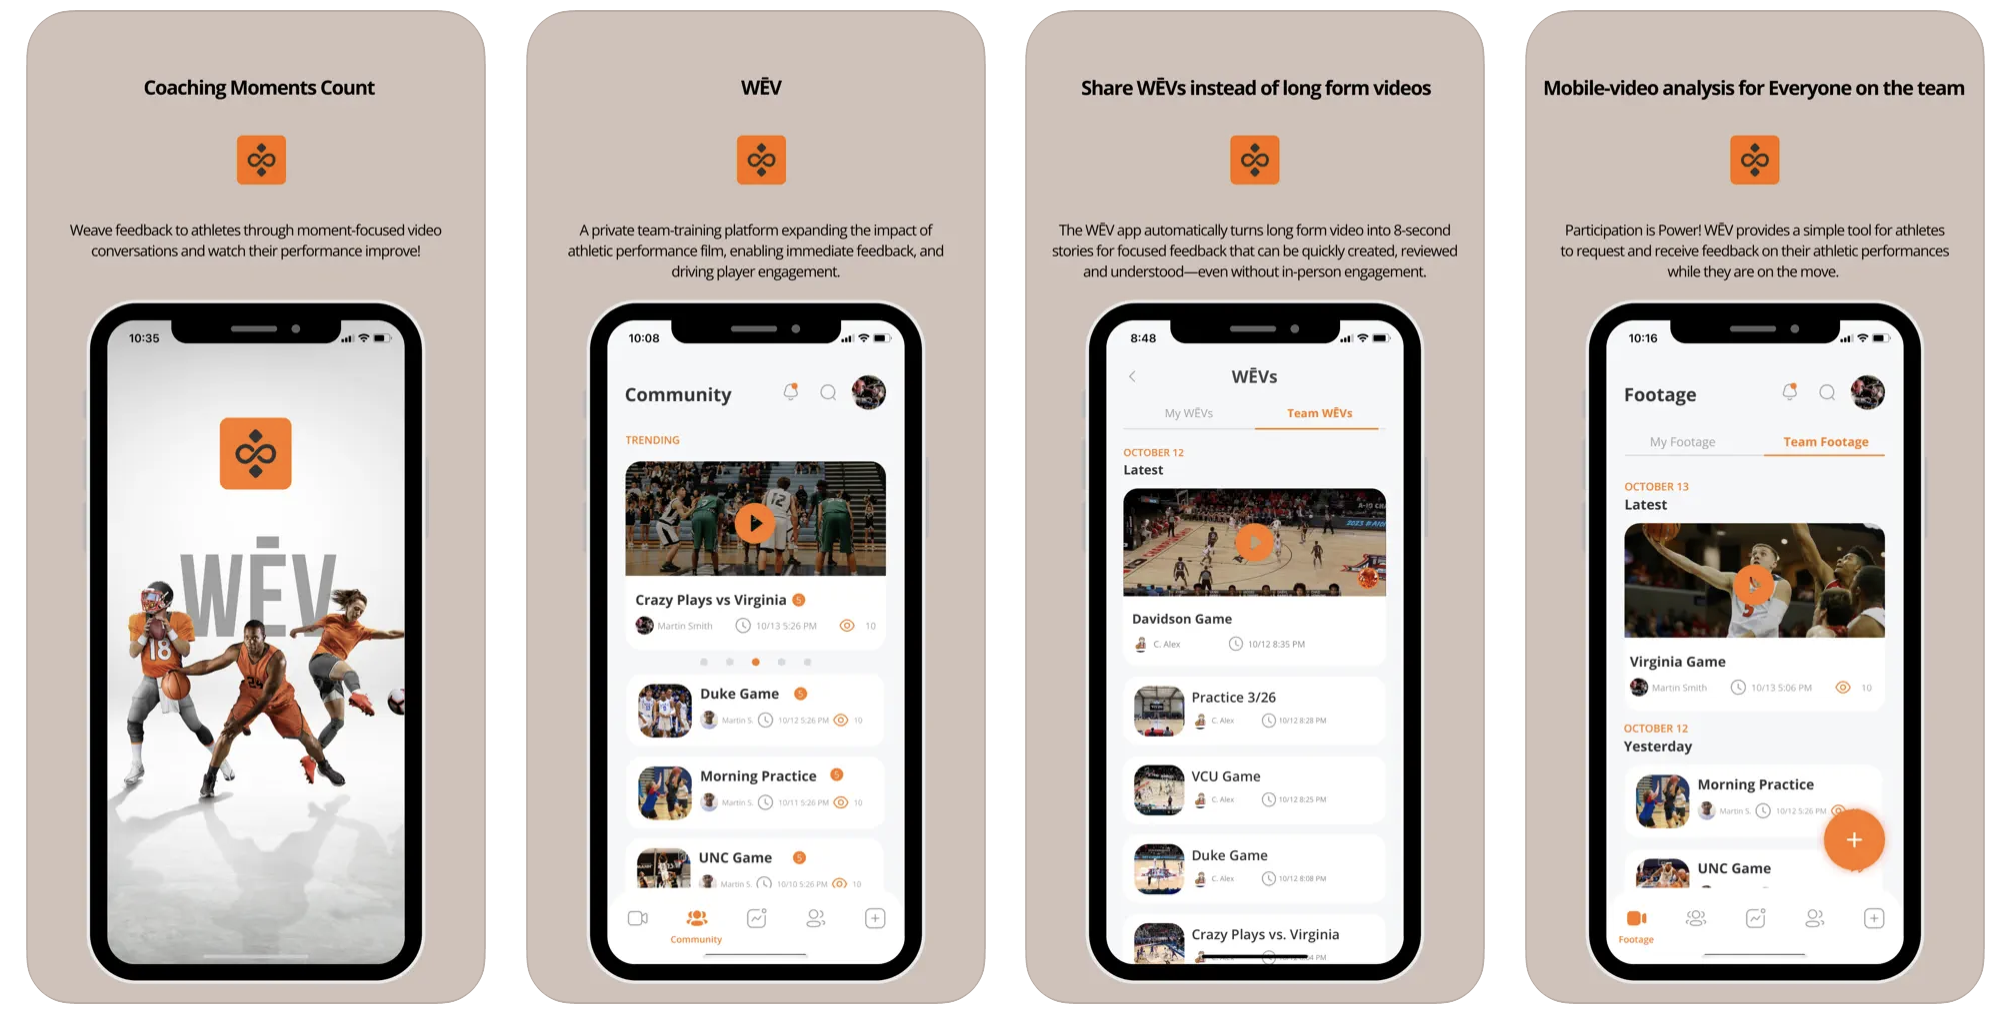 Coaching Moments Count
Weave feedback to athletes through moment-focused video
conversations and watch their performance improve!
10:35
WĒV
18
24
WĒV
A private team-training platform expanding the impact of
athletic performance film, enabling immediate feedback, and
driving player engagement.
10:08
Community
TRENDING
12
Crazy Plays vs Virginia 5
Martin Smith 10/13 5:26 PM 10
Duke Game 5
Martin S. 10/12 5:26 PM 10
Morning Practice 5
Martin S. 10/11 5:26 PM 10
UNC Game 5
Martin S. 10/10 5:26 PM 10
Community
Share WĒVs instead of long form videos
The WĒV app automatically turns long form video into 8-second
stories for focused feedback that can be quickly created, reviewed
and understood—even without in-person engagement.
8:48
WĒVs
My WĒVs Team WĒVs
OCTOBER 12
Latest
Davidson Game
C. Alex 10/12 8:35 PM
Practice 3/26
C. Alex 10/12 8:28 PM
VCU Game
C. Alex 10/12 8:25 PM
Duke Game
C. Alex 10/12 8:08 PM
Crazy Plays vs. Virginia
PM
Mobile-video analysis for Everyone on the team
Participation is Power! WĒV provides a simple tool for athletes
to request and receive feedback on their athletic performances
while they are on the move.
10:16
Footage
My Footage Team Footage
OCTOBER 13
Latest
Virginia Game
Martin Smith 10/13 5:06 PM 10
OCTOBER 12
Yesterday
Morning Practice
Martin S. 10/12 5:26 PM
UNC Game
Footage